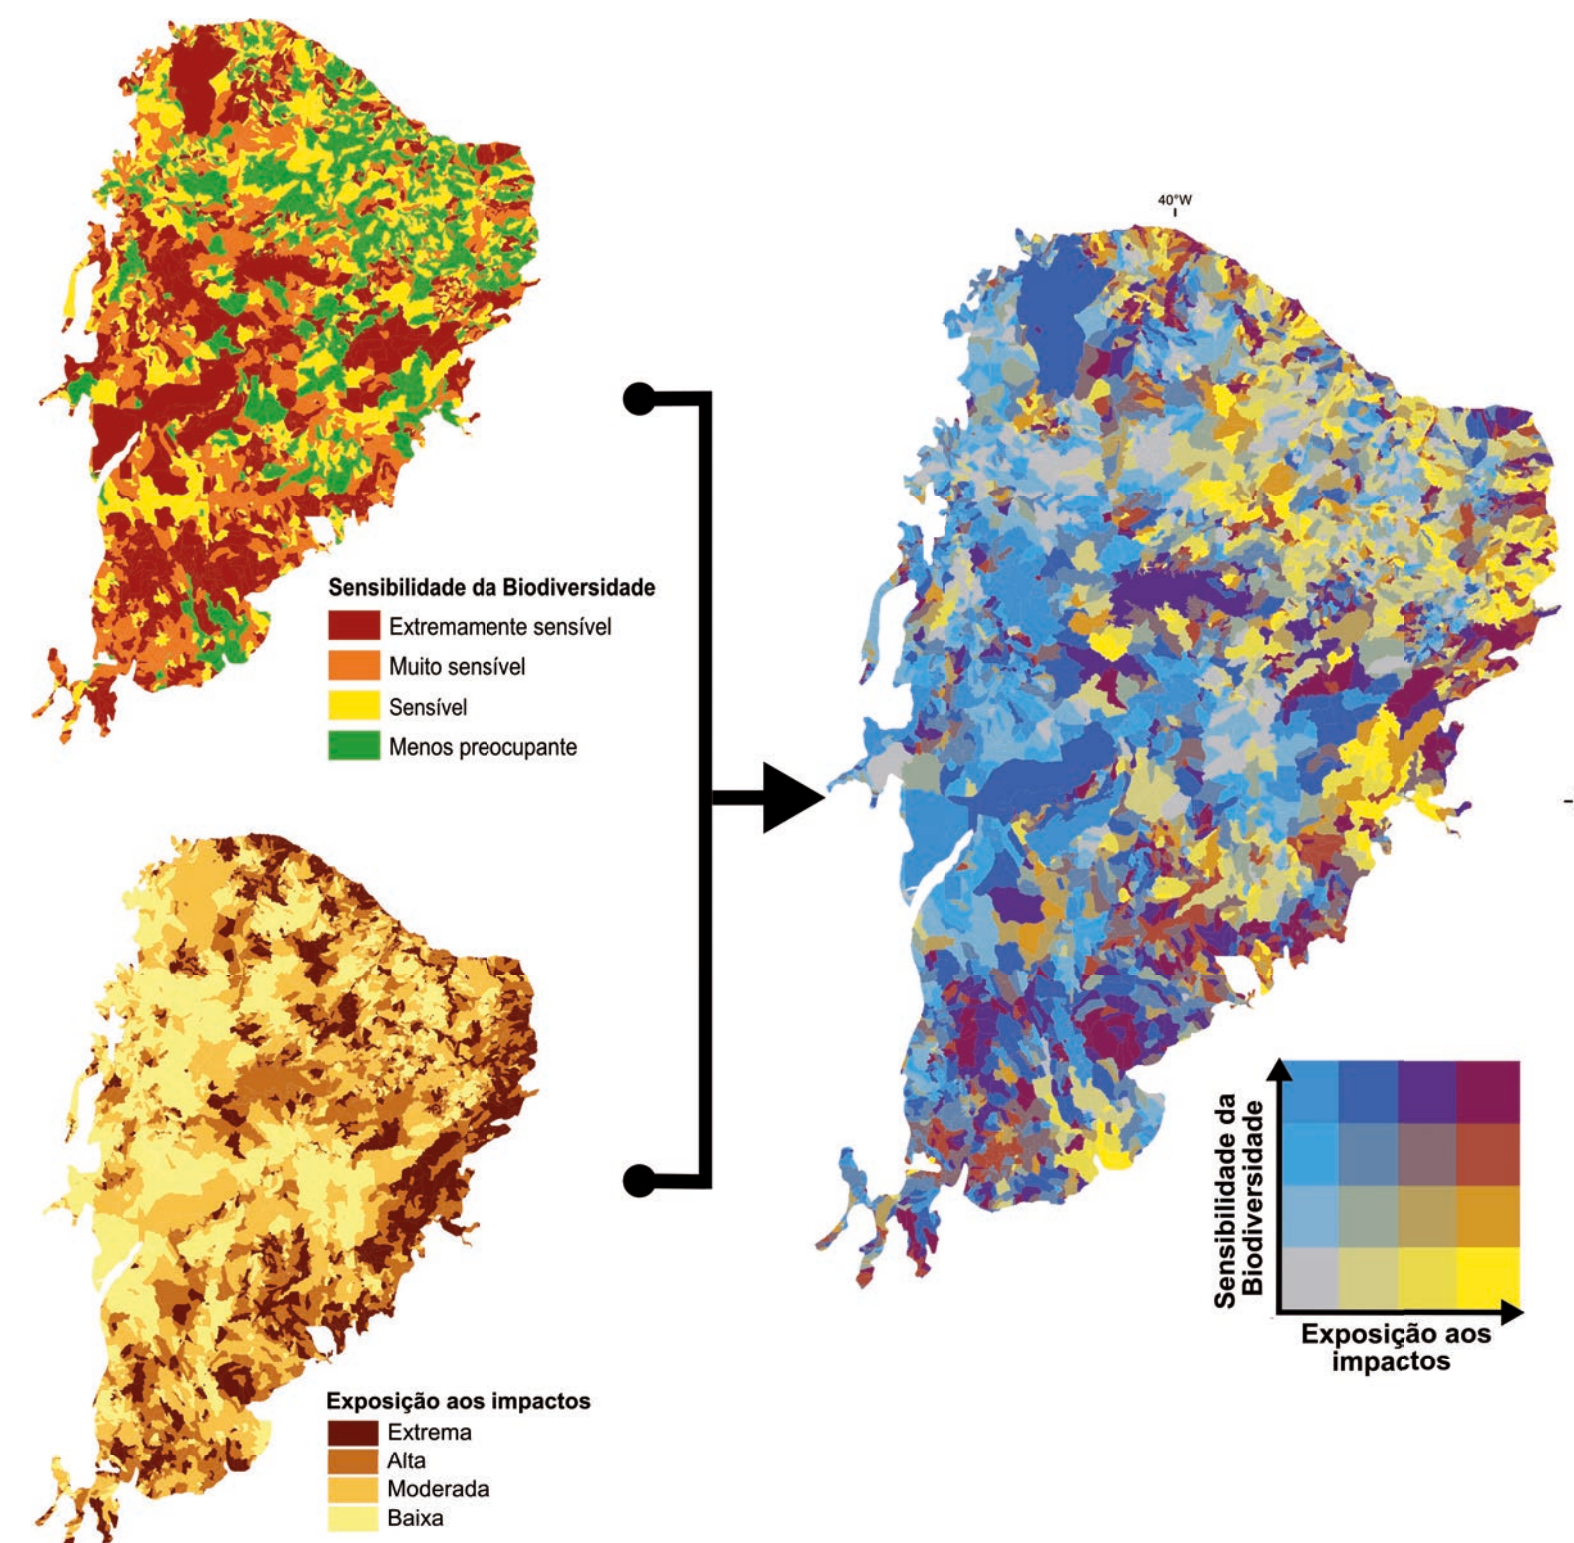 40°W
Sensibilidade da Biodiversidade
Extremamente sensível
Muito sensível
Sensível
Menos preocupante
Exposição aos impactos
Extrema
Alta
Moderada
Baixa
Sensibilidade da
Biodiversidade
Exposição aos
impactos